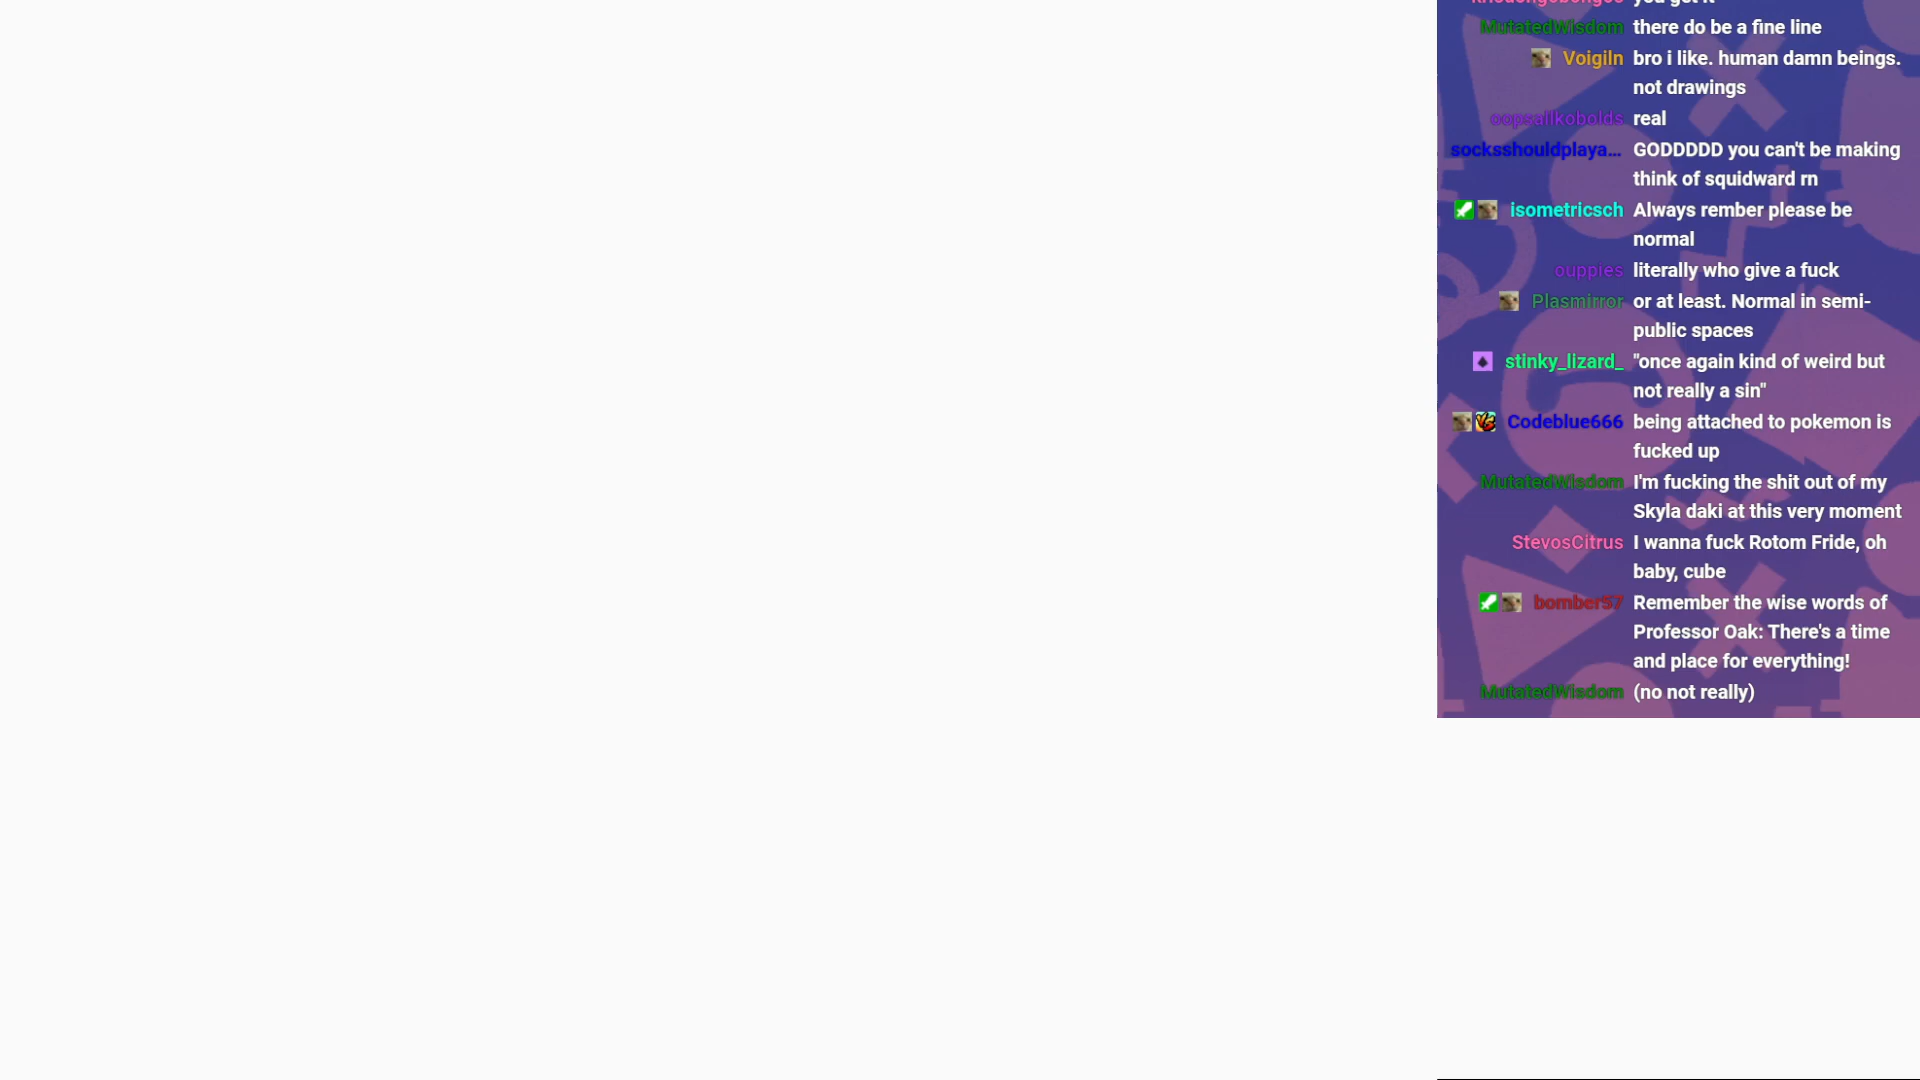 you get it
MutatedWisdom there do be a fine line
Voigiln bro i like. human damn beings.
not drawings
oopsallkobolds real
socksshouldplaya... GODDDDD you can't be making
think of squidward rn
isometricsch Always rember please be
normal
ouppies literally who give a fuck
Plasmirror or at least. Normal in semi-
public spaces
stinky_lizard_ "once again kind of weird but
not really a sin"
Codeblue666 being attached to pokemon is
fucked up
MutatedWisdom I'm fucking the shit out of my
Skyla daki at this very moment
StevosCitrus I wanna fuck Rotom Fride, oh
baby, cube
bomber57 Remember the wise words of
Professor Oak: There's a time
and place for everything!
MutatedWisdom (no not really)